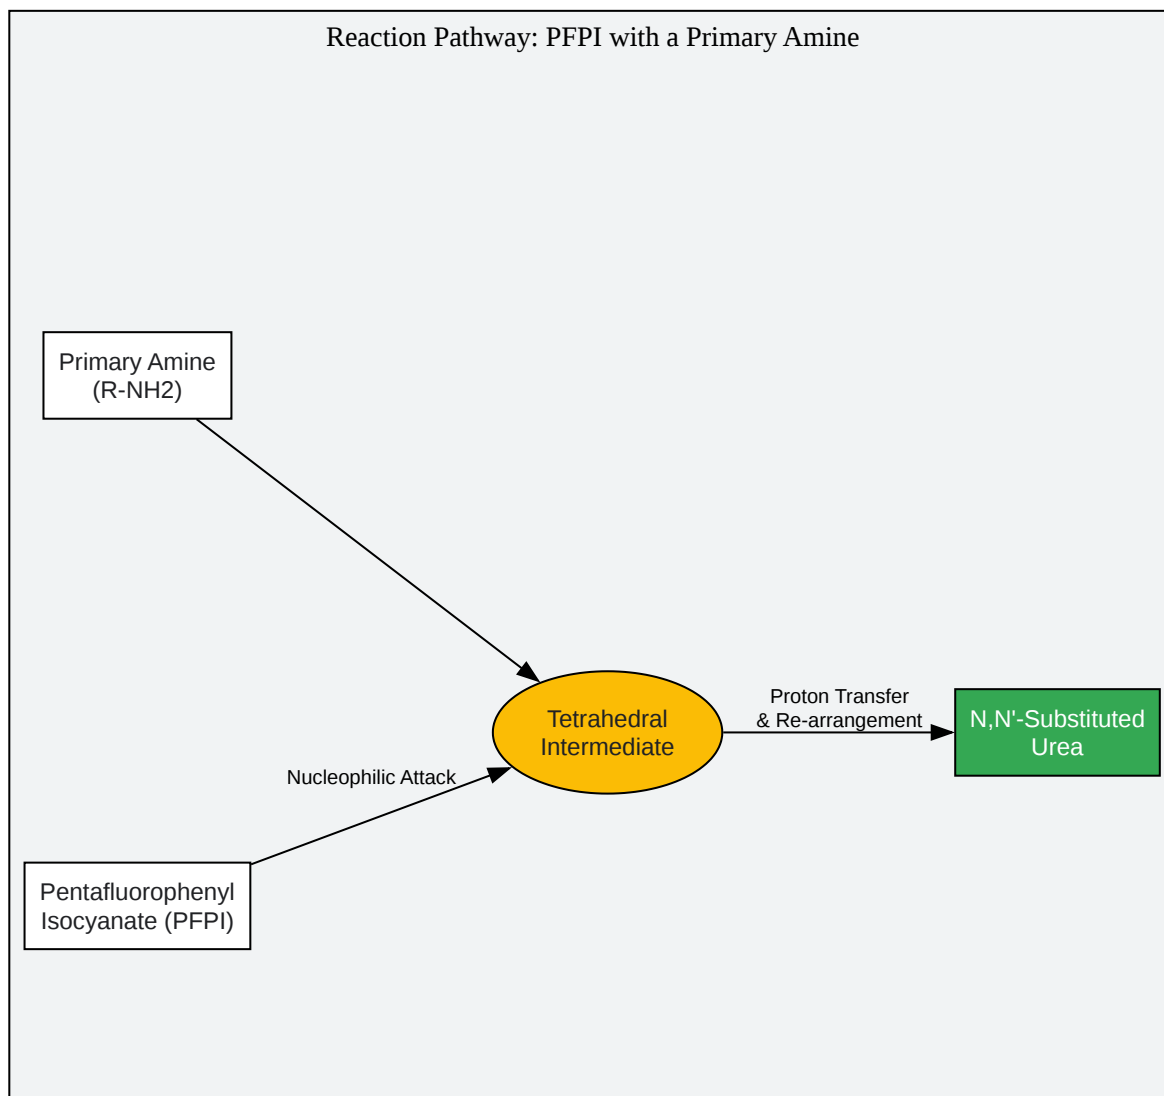 Reaction Pathway: PFPI with a Primary Amine
Primary Amine
(R-NH2)
Tetrahedral
Intermediate
Proton Transfer
& Re-arrangement
N,N'-Substituted
Urea
Nucleophilic Attack
Pentafluorophenyl
Isocyanate (PFPI)